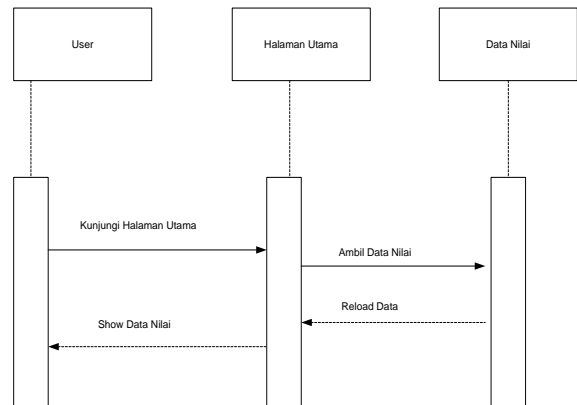 User
Halaman Utama
Data Nilai
Kunjungi Halaman Utama
Ambil Data Nilai
Reload Data
Show Data Nilai